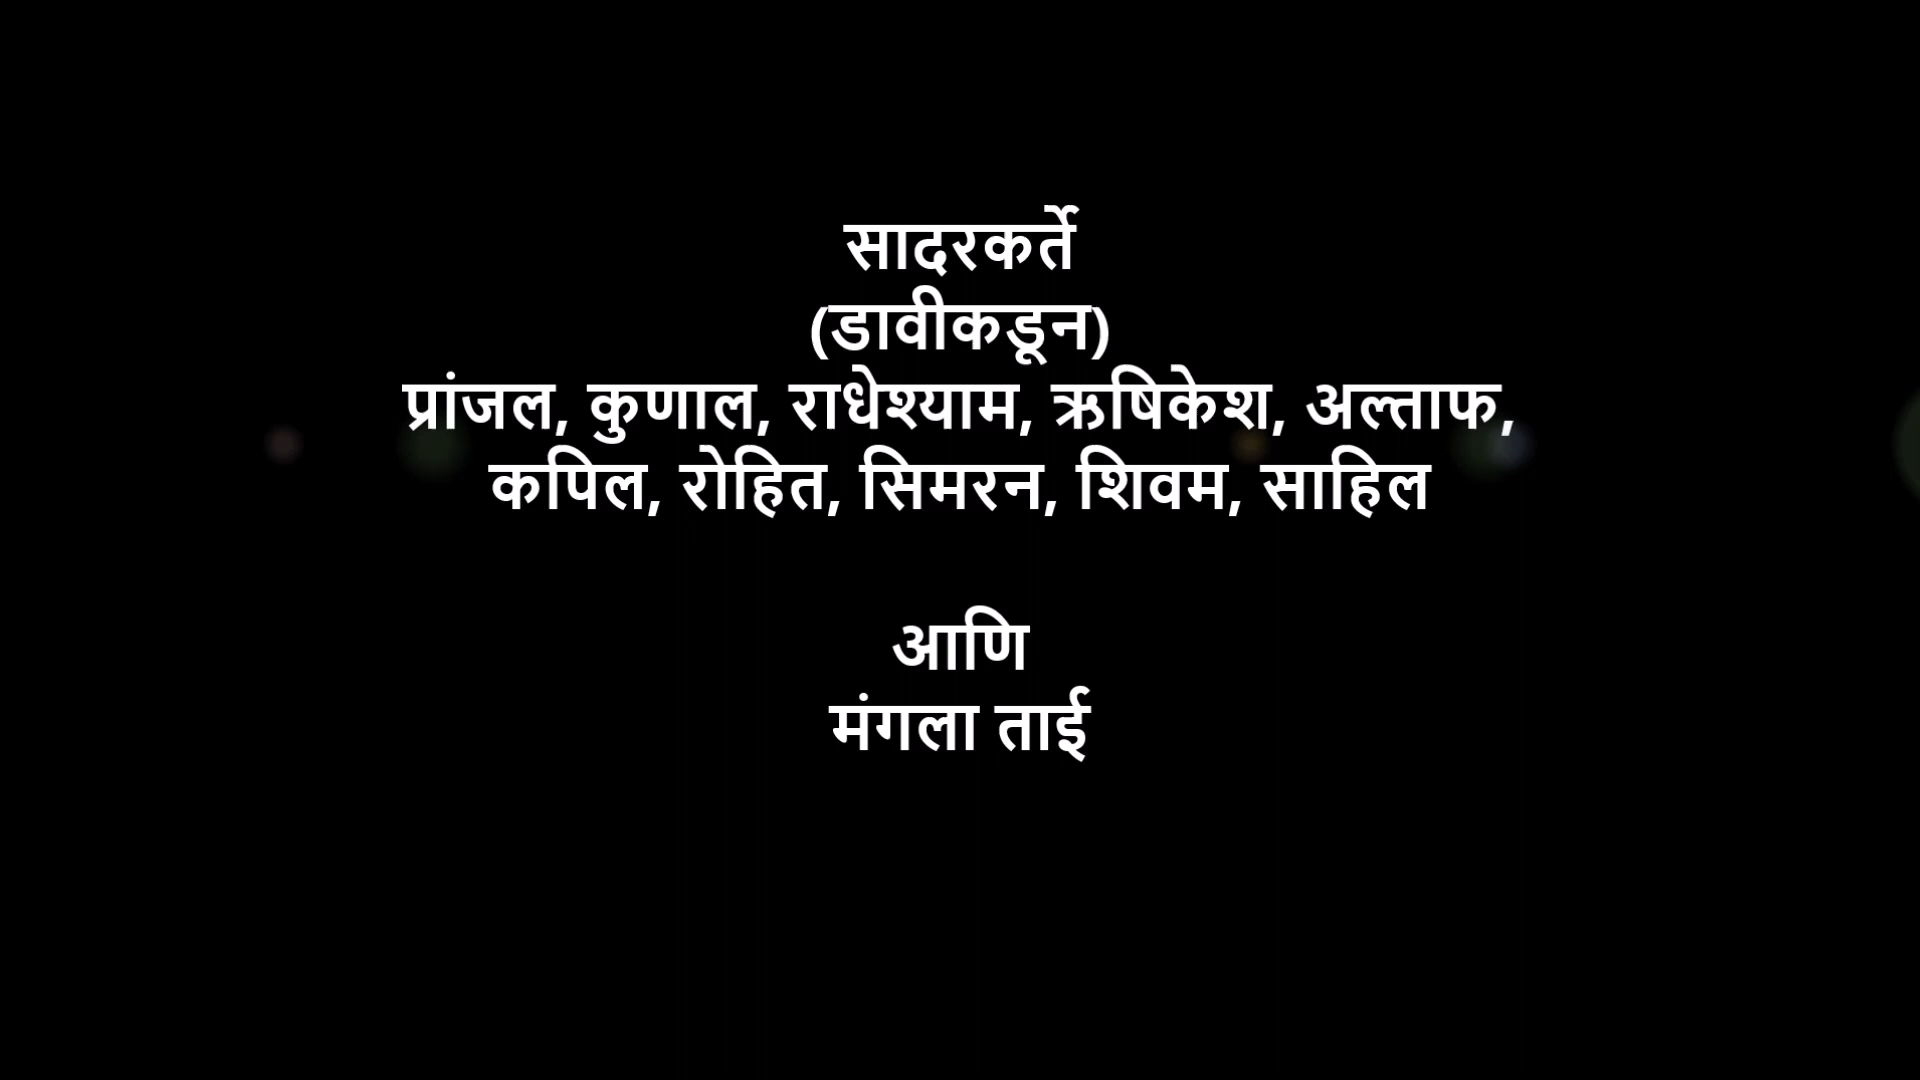 सादरकर्ते
(डावीकडून)
प्रांजल, कुणाल, राधेश्याम, ऋषिकेश, अल्ताफ,
कपिल, रोहित, सिमरन, शिवम, साहिल
आणि
मंगला ताई